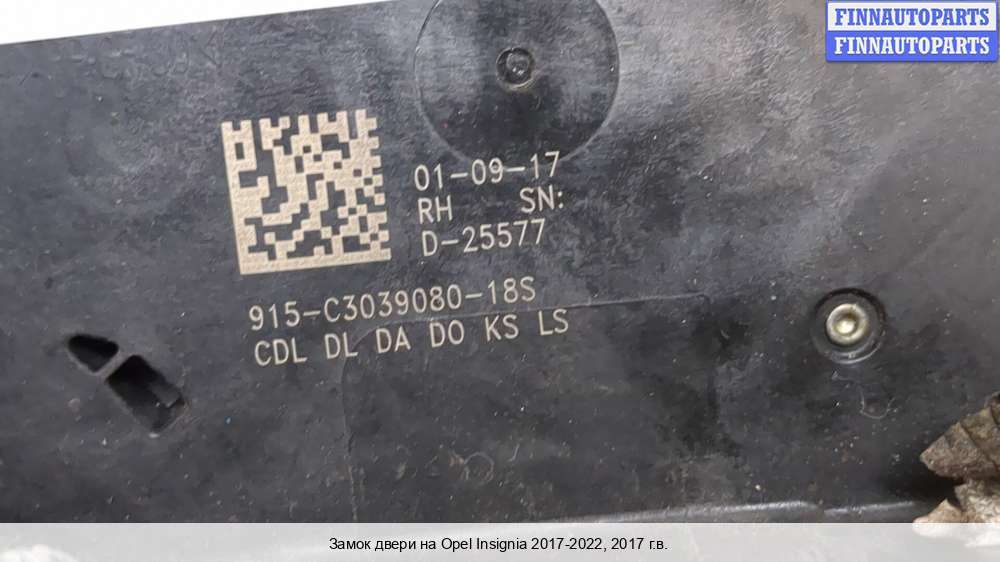 FINNAUTOPARTS
FINNAUTOPARTS
01-09-17
RH SN:
D-25577
915-C3039080-18S
CDL DL DA DO KS LS
Замок двери на Opel Insignia 2017-2022, 2017 г.в.